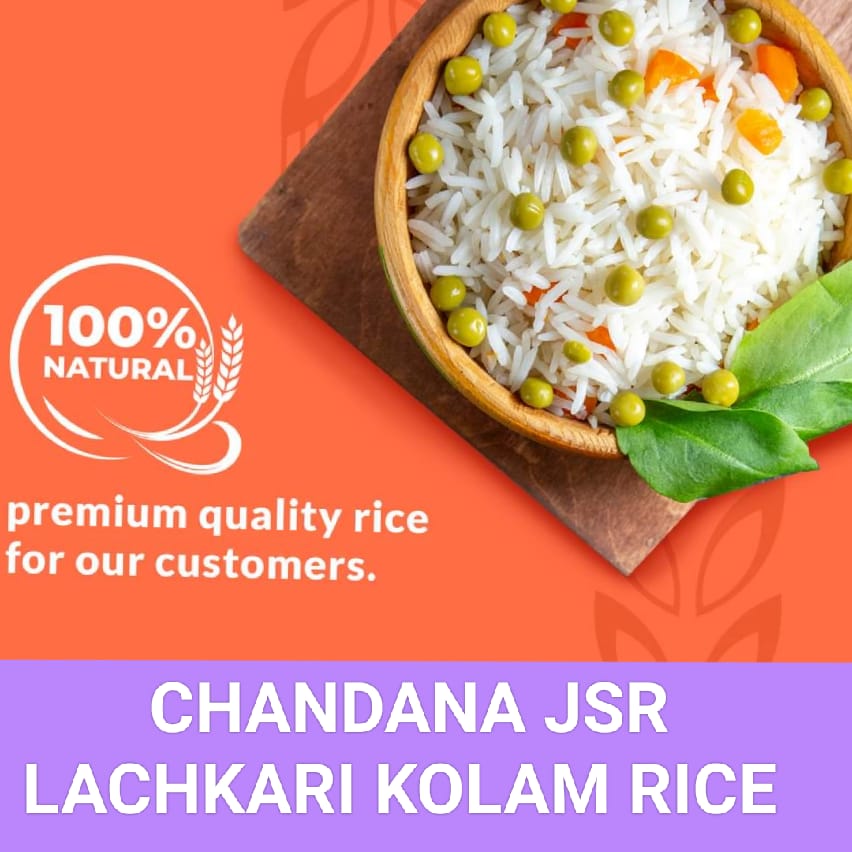 100%
NATURAL
premium quality rice
for our customers.
CHANDANA JSR
LACHKARI KOLAM RICE